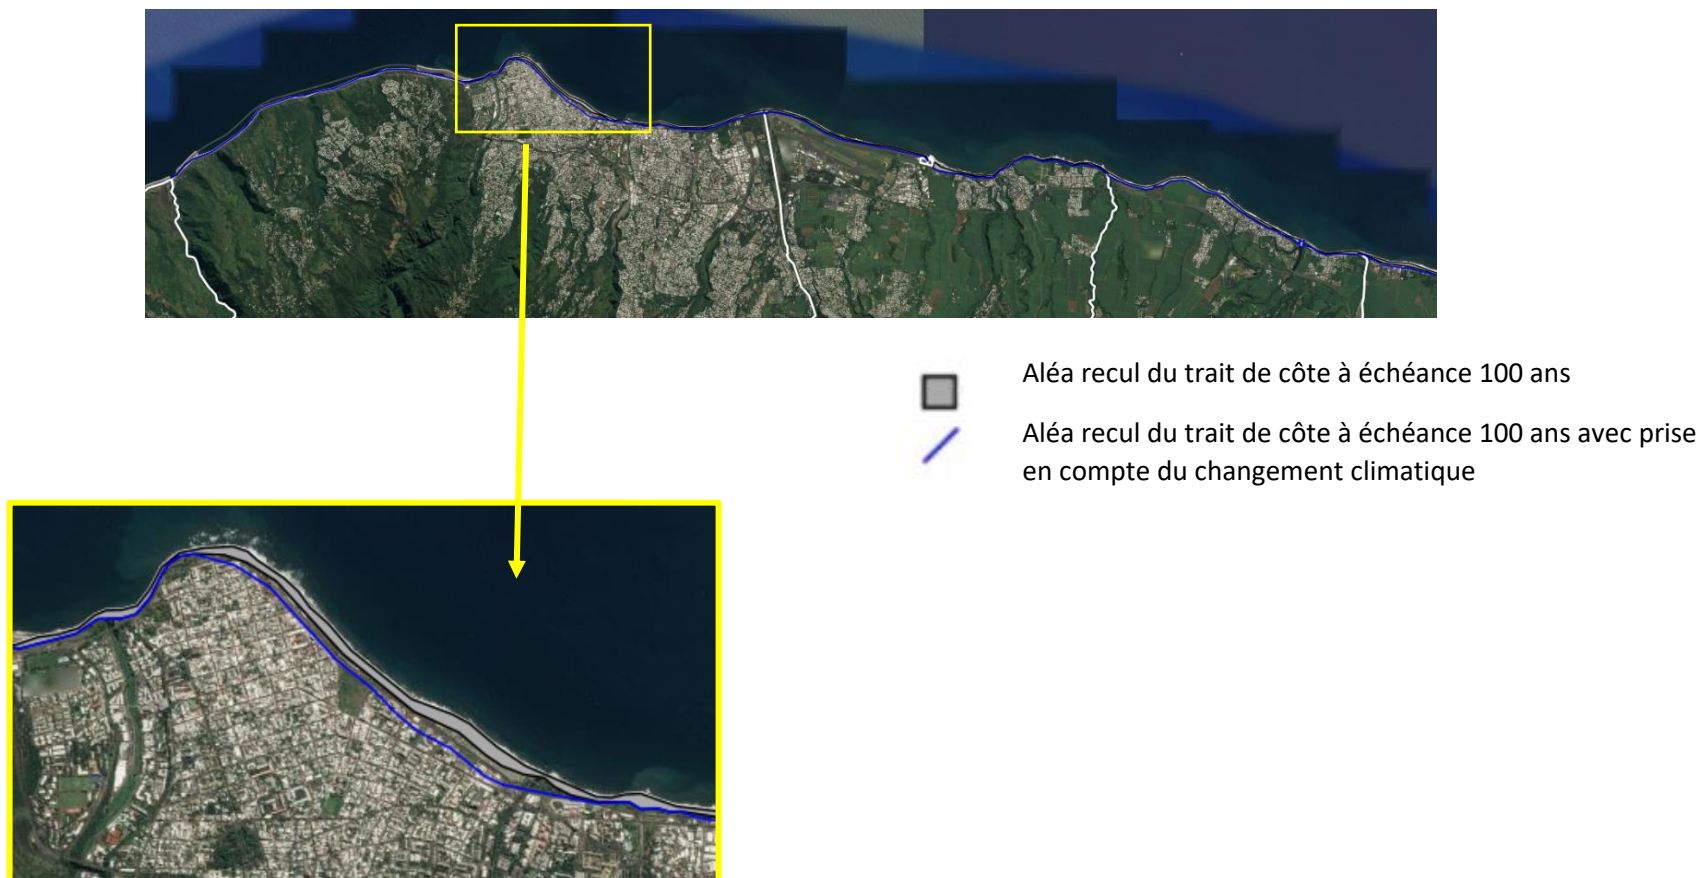 Aléa recul du trait de côte à échéance 100 ans
Aléa recul du trait de côte à échéance 100 ans avec prise
en compte du changement climatique